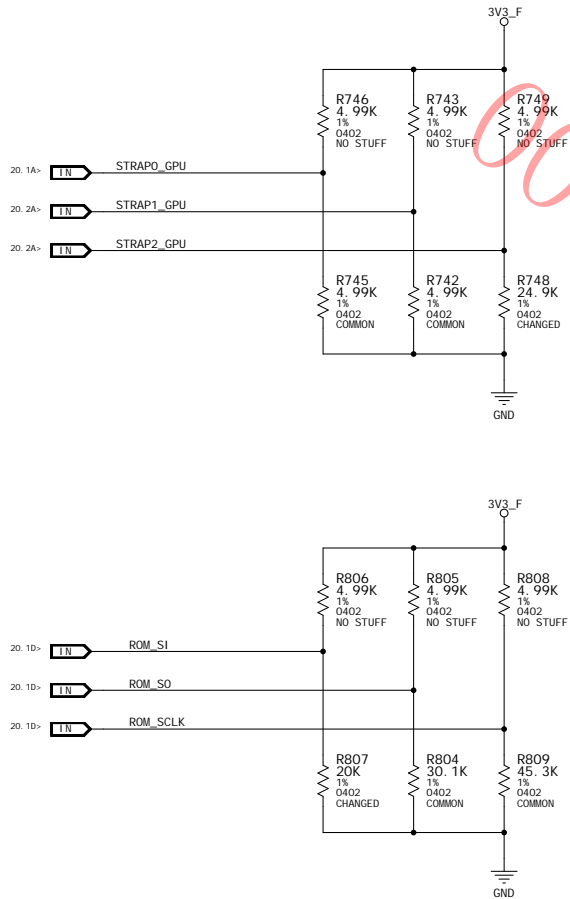 3V3_F
R746 R743 R749
4.99K 4.99K 4.99K
1% 1% 1%
0402 0402 0402
NO STUFF NO STUFF NO STUFF
20.1A> IN STRAP0_GPU
20.2A> IN STRAP1_GPU
20.2A> IN STRAP2_GPU
R745 R742 R748
4.99K 4.99K 24.9K
1% 1% 1%
0402 0402 0402
COMMON COMMON CHANGED
GND
3V3_F
R806 R805 R808
4.99K 4.99K 4.99K
1% 1% 1%
0402 0402 0402
NO STUFF NO STUFF NO STUFF
20.1D> IN ROM_SI
20.1D> IN ROM_SO
20.1D> IN ROM_SCLK
R807 R804 R809
20K 30.1K 45.3K
1% 1% 1%
0402 0402 0402
CHANGED COMMON COMMON
GND